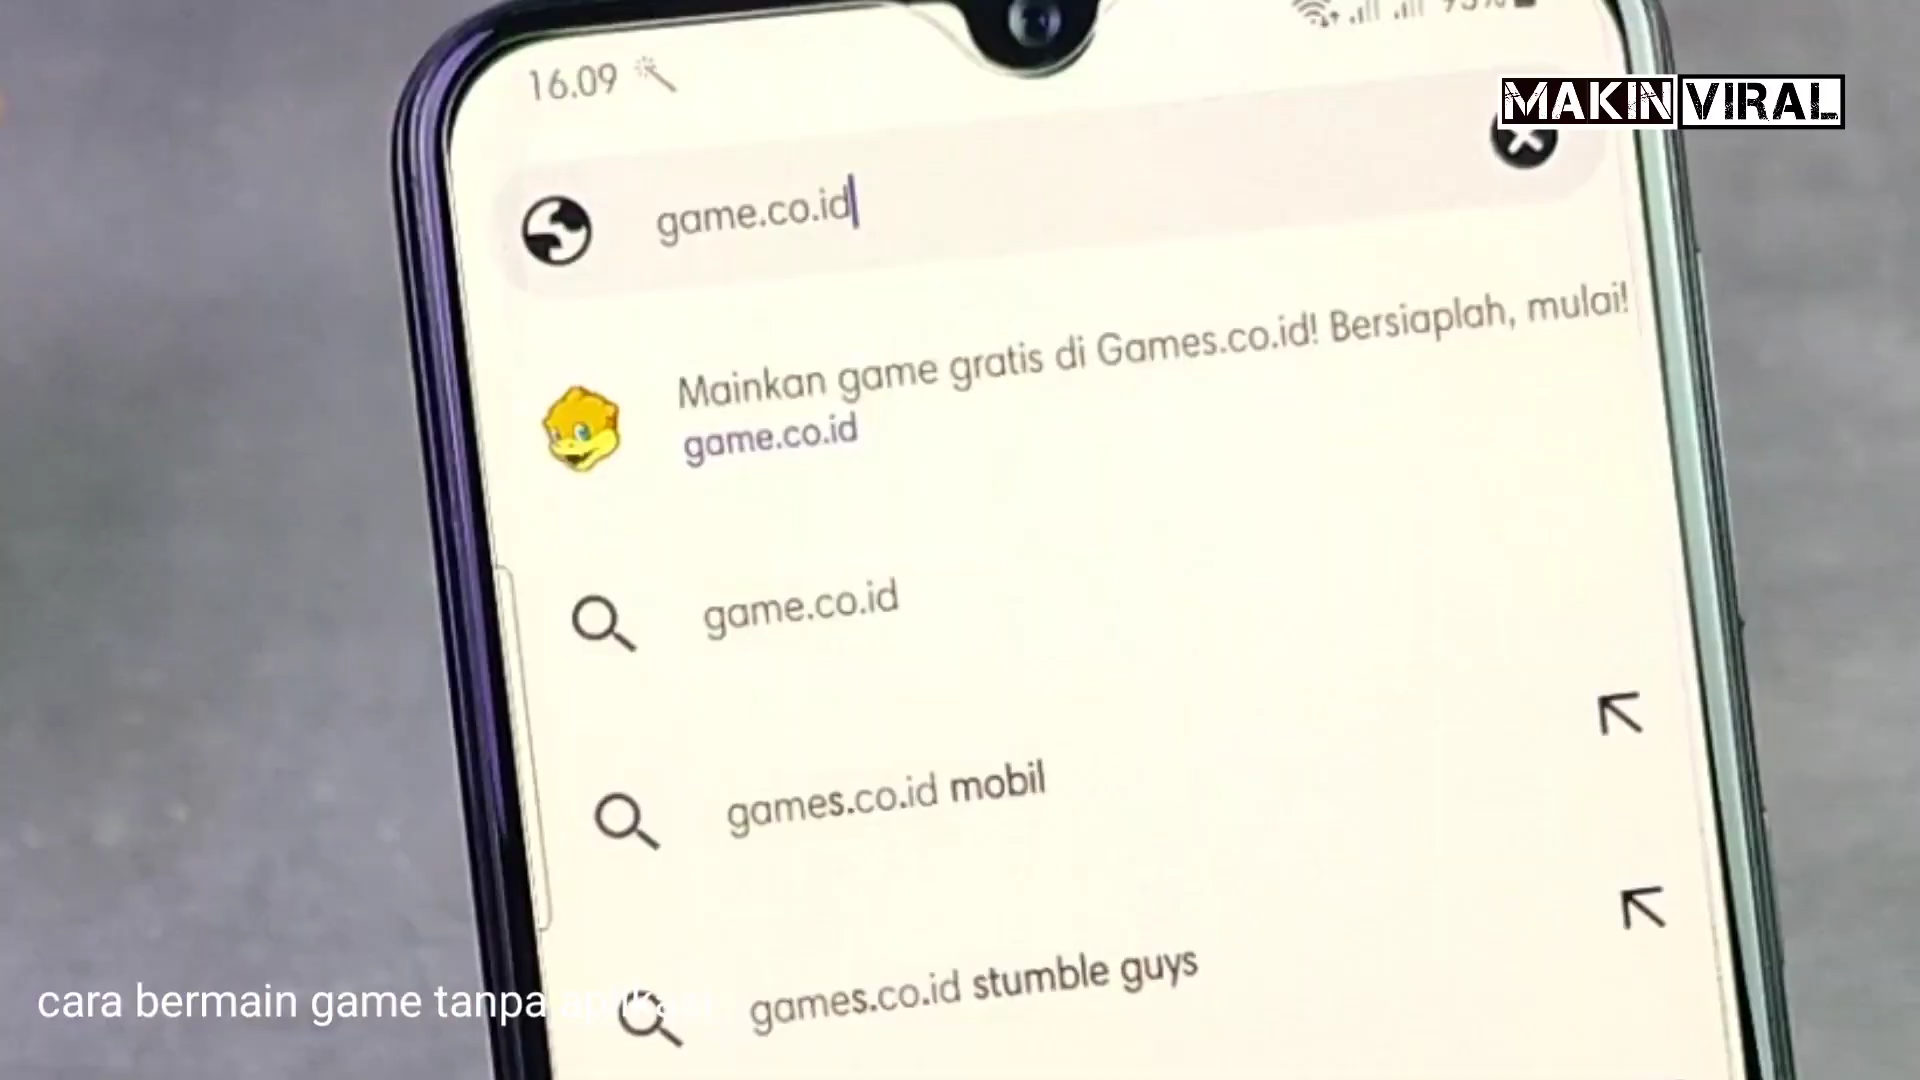 16.09
MAKIN VIRAL
game.co.id
Mainkan game gratis di Games.co.id! Bersiaplah, mulai!
game.co.id
game.co.id
games.co.id mobil
games.co.id stumble guys
cara bermain game tanpa aplikasi